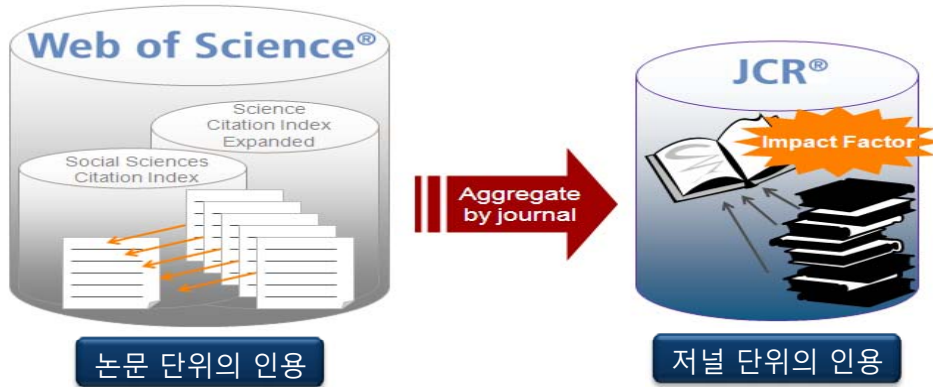 Web of Science®
Science
Citation Index
Expanded
Social Sciences
Citation Index
논문 단위의 인용
Aggregate
by journal
JCR®
Impact Factor
저널 단위의 인용